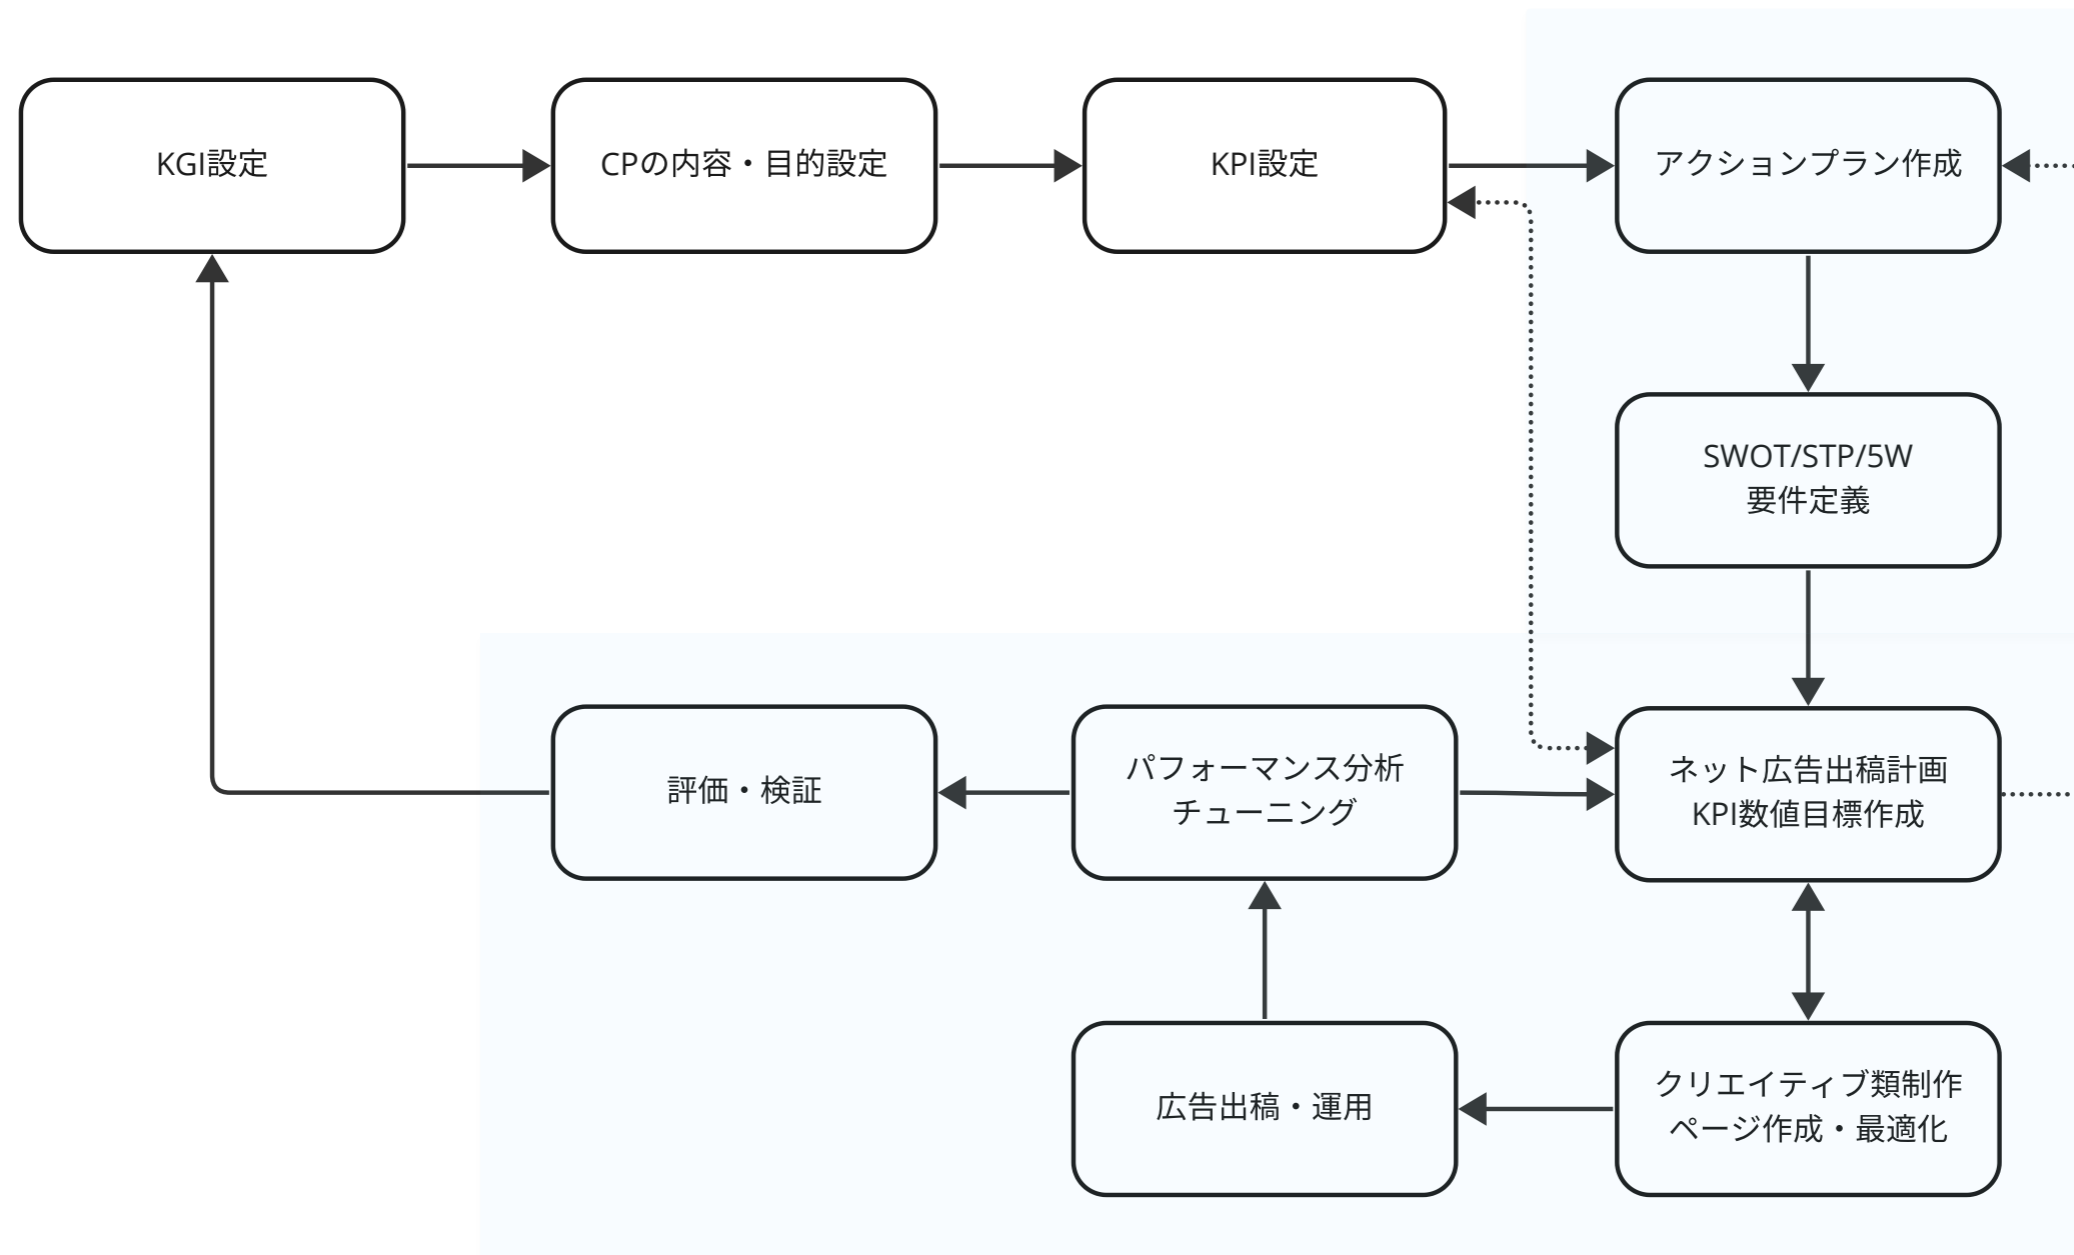 KGI設定
CPの内容・目的設定
KPI設定
アクションプラン作成
SWOT/STP/5W
要件定義
評価・検証
パフォーマンス分析
チューニング
ネット広告出稿計画
KPI数値目標作成
広告出稿・運用
クリエイティブ類制作
ページ作成・最適化